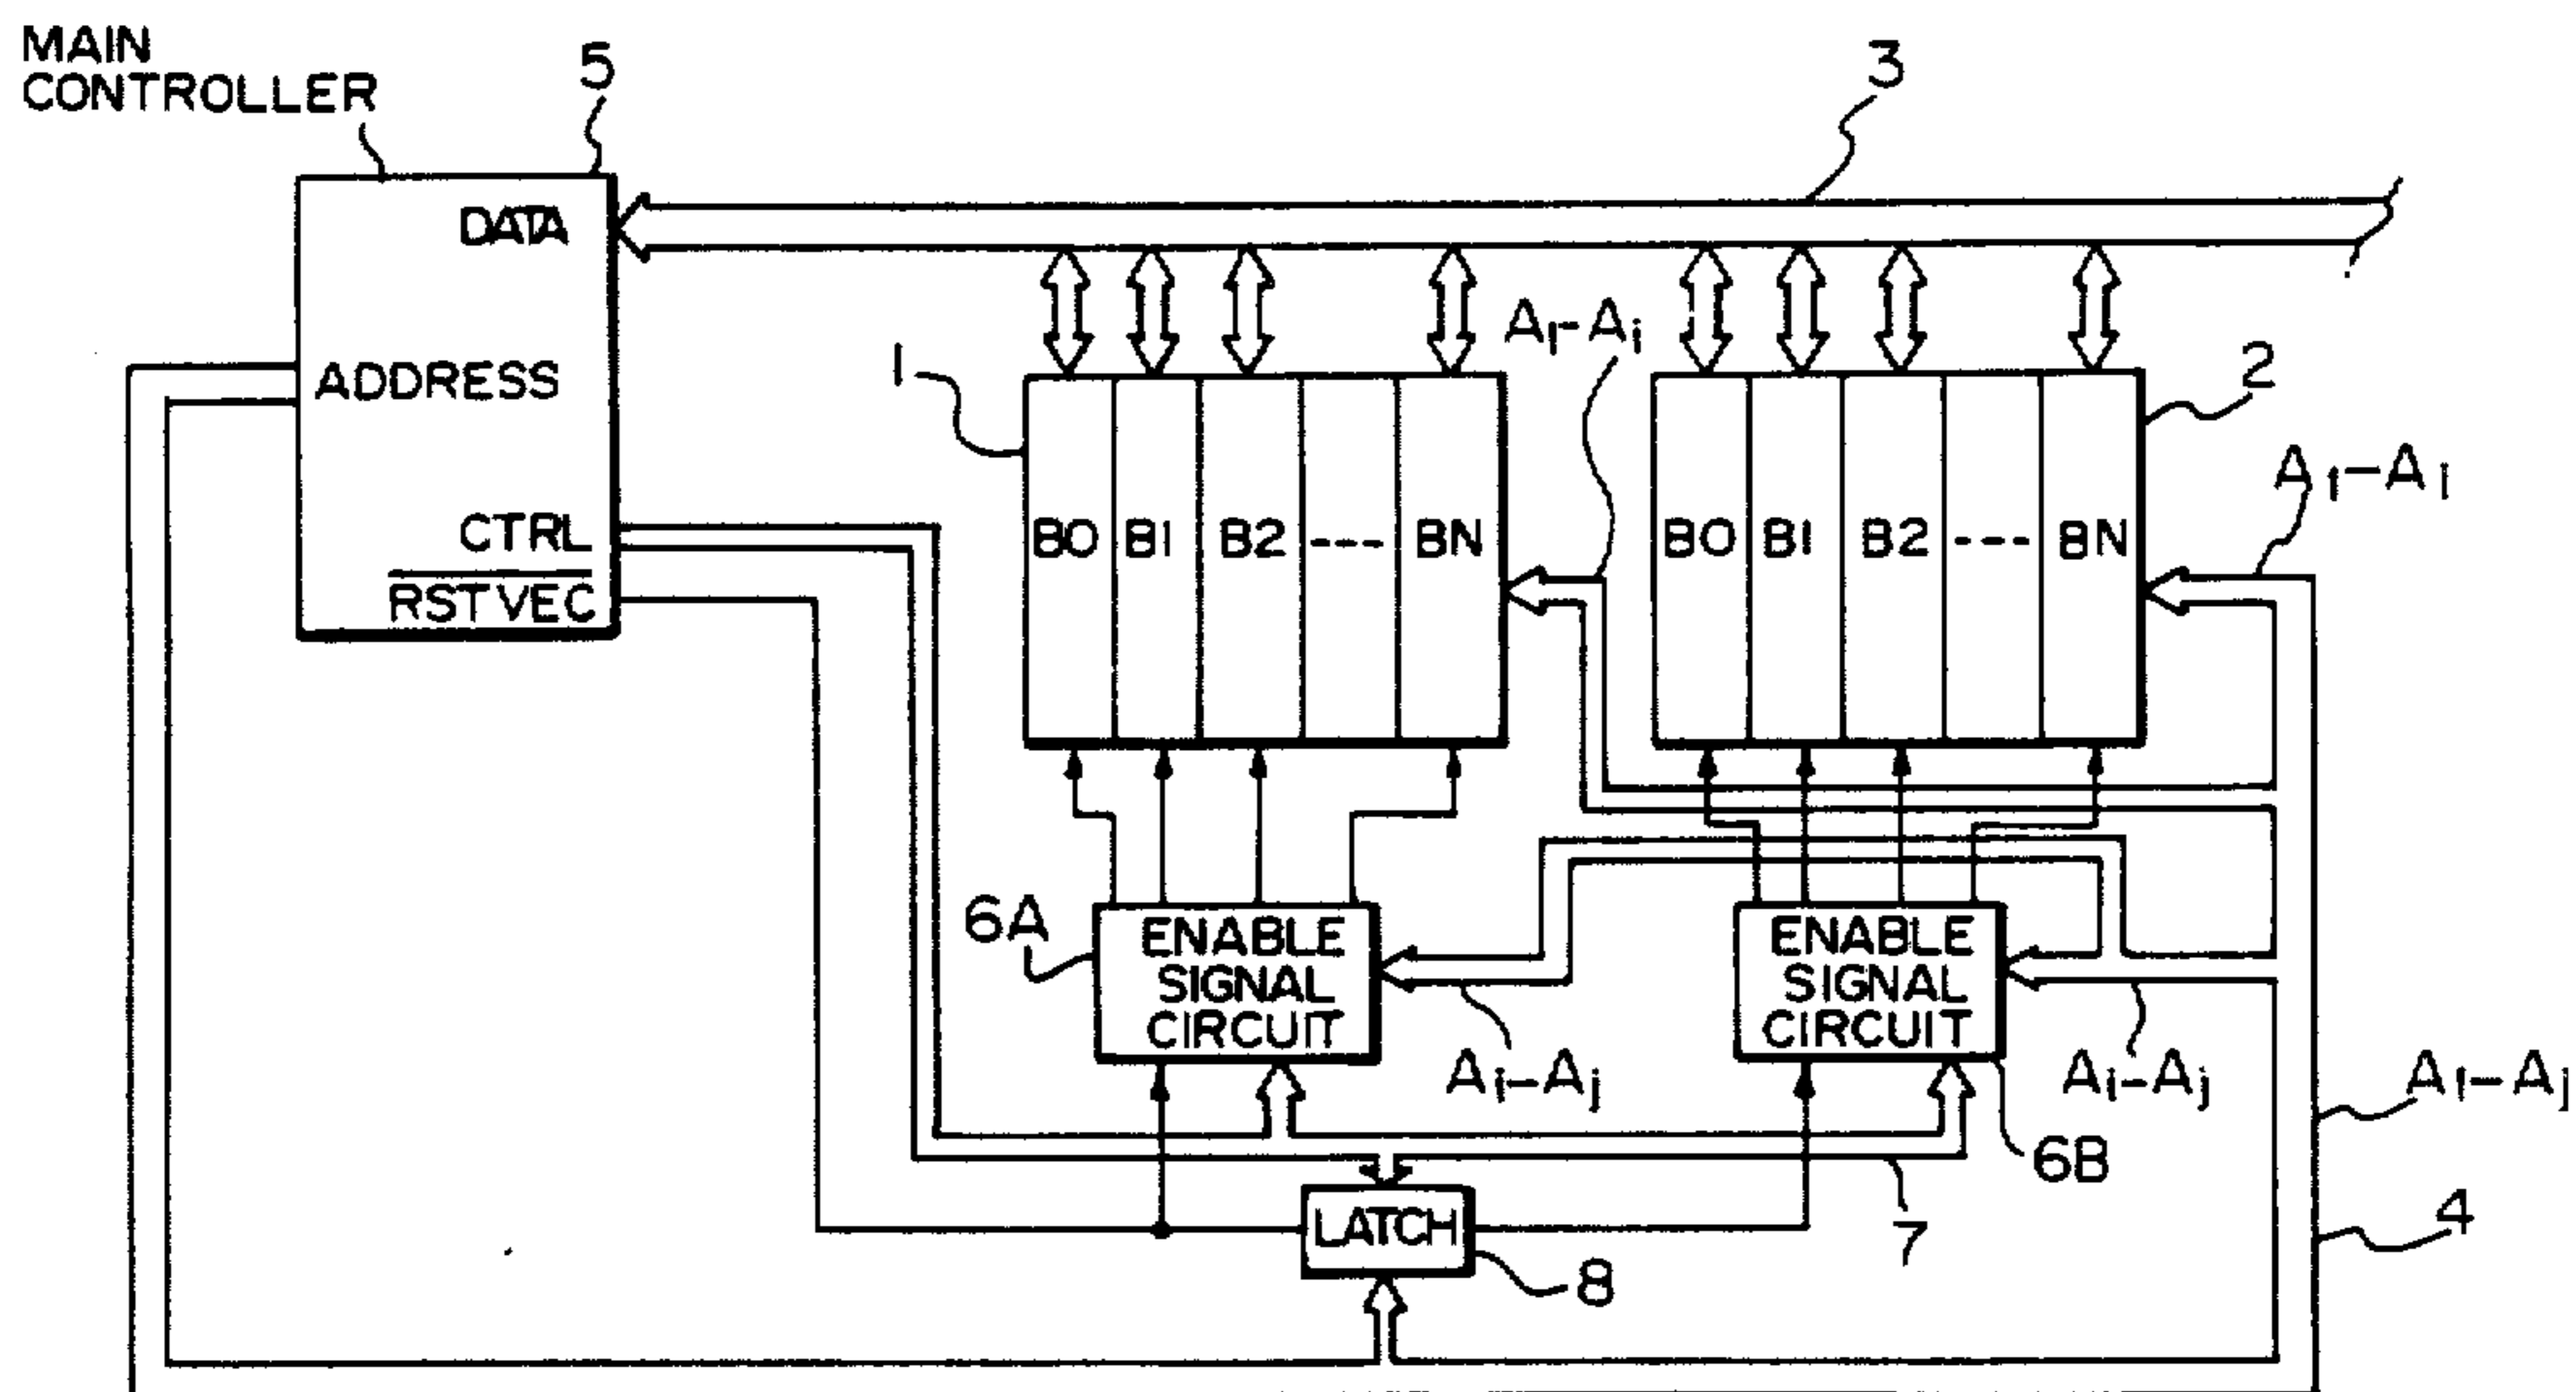 MAIN
CONTROLLER
5
3
DATA
ADDRESS
CTRL
RSTVEC
1
A1-Ai
2
A1-Ai
B0 B1 B2 --- BN
B0 B1 B2 --- BN
6A
ENABLE
SIGNAL
CIRCUIT
ENABLE
SIGNAL
CIRCUIT
Ai-Aj
Ai-Aj
A1-Aj
6B
LATCH
8
7
4